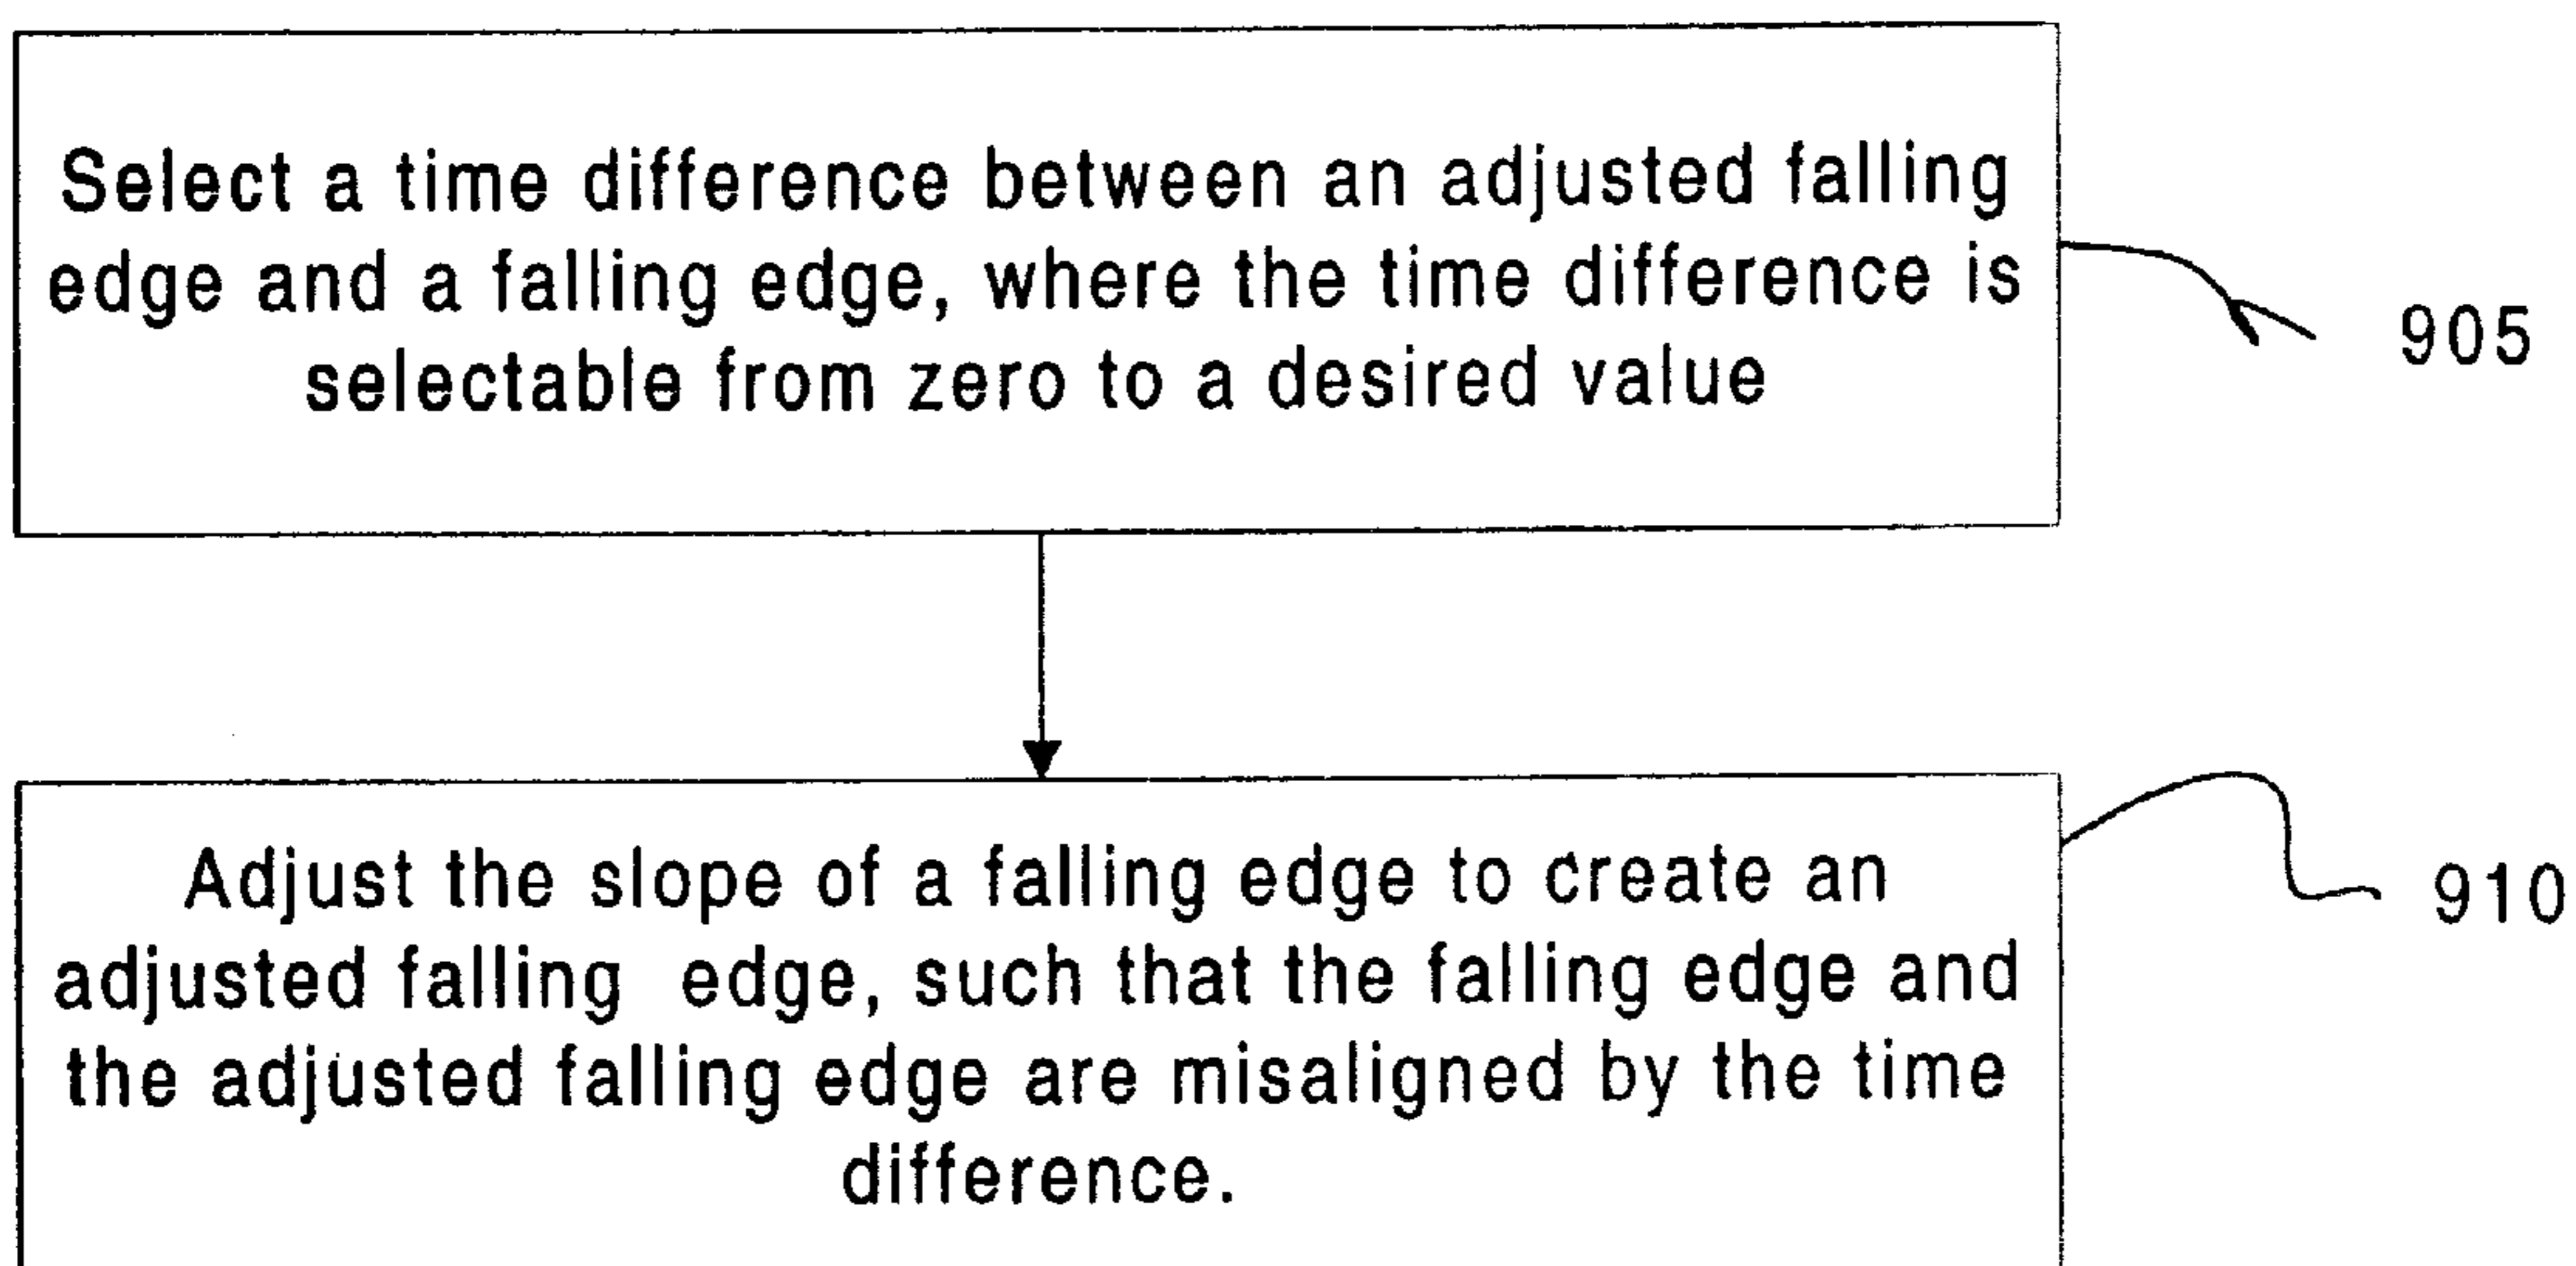 Select a time difference between an adjusted falling
edge and a falling edge, where the time difference is
selectable from zero to a desired value
905
Adjust the slope of a falling edge to create an
adjusted falling edge, such that the falling edge and
the adjusted falling edge are misaligned by the time
difference.
910